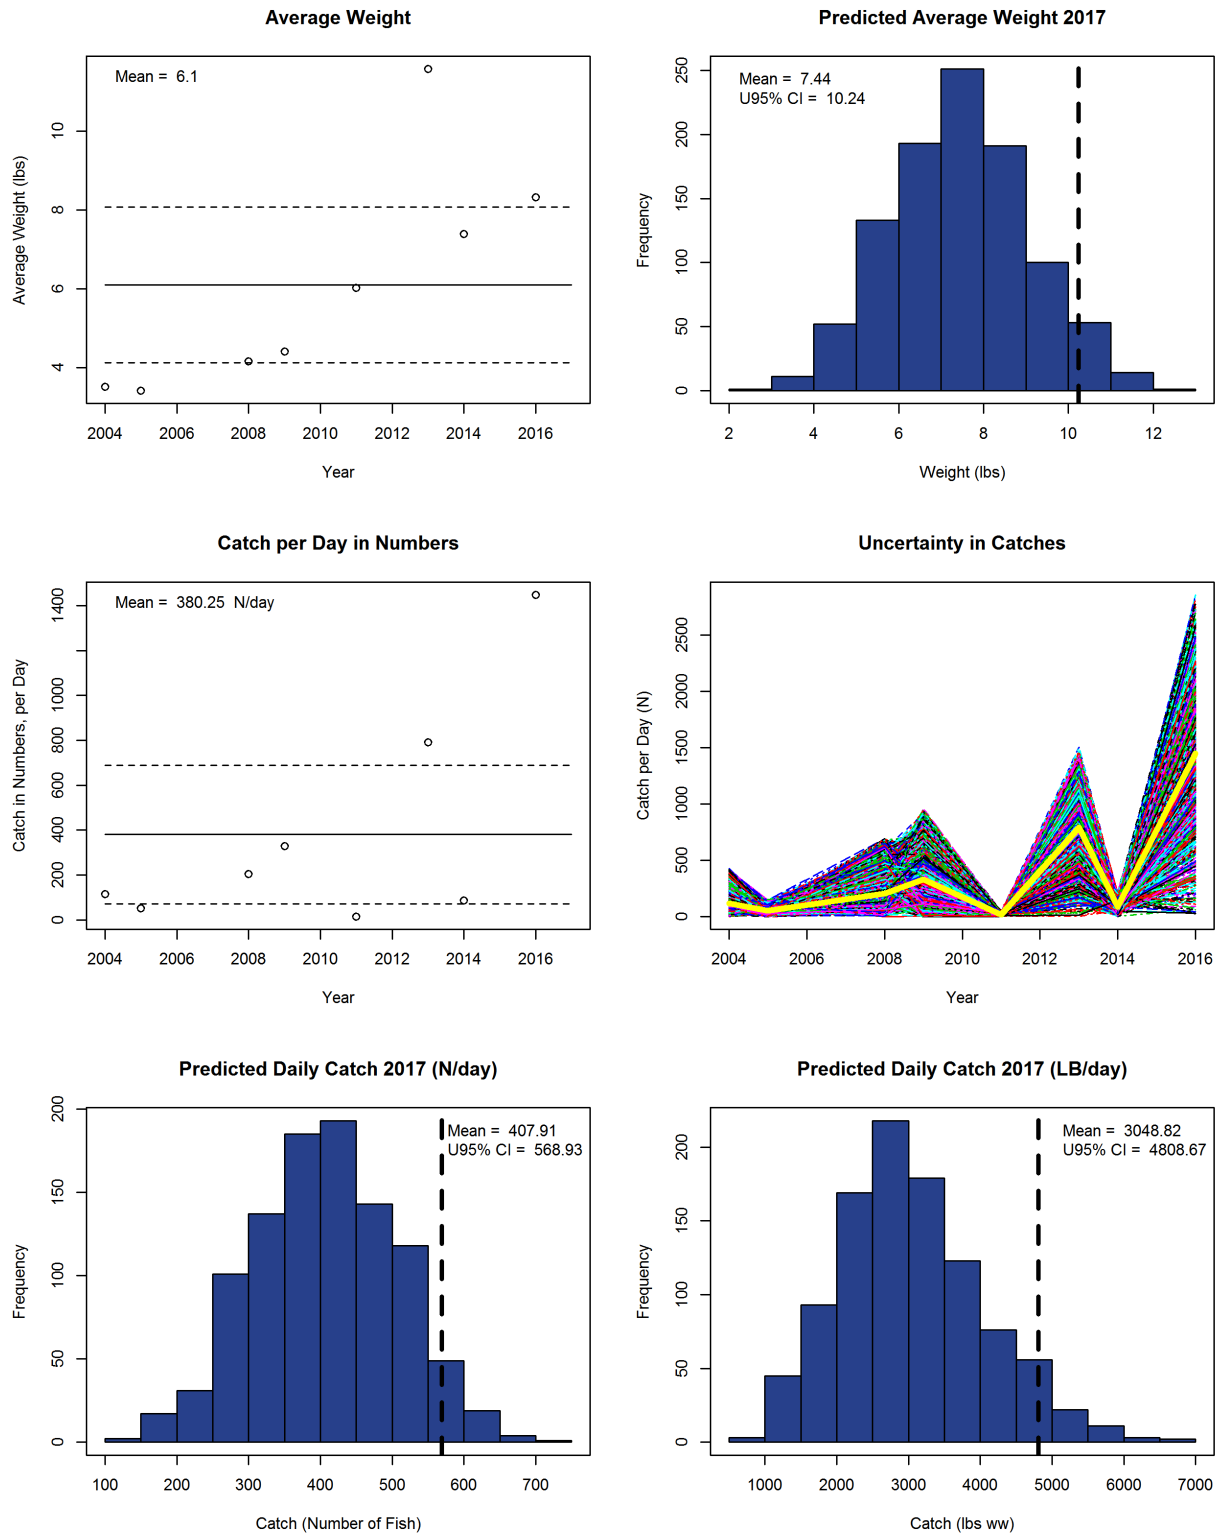 Average Weight
Mean = 6.1
Average Weight (lbs)
10
8
6
4
2004 2006 2008 2010 2012 2014 2016
Year
Predicted Average Weight 2017
Mean = 7.44
U95% CI = 10.24
Frequency
250
200
150
100
50
0
2 4 6 8 10 12
Weight (lbs)
Catch per Day in Numbers
Mean = 380.25 N/day
Catch in Numbers, per Day
1400
1000
800
600
400
200
0
2004 2006 2008 2010 2012 2014 2016
Year
Uncertainty in Catches
Catch per Day (N)
2500
2000
1500
1000
500
0
2004 2006 2008 2010 2012 2014 2016
Year
Predicted Daily Catch 2017 (N/day)
Mean = 407.91
U95% CI = 568.93
Frequency
200
150
100
50
0
100 200 300 400 500 600 700
Catch (Number of Fish)
Predicted Daily Catch 2017 (LB/day)
Mean = 3048.82
U95% CI = 4808.67
Frequency
200
150
100
50
0
1000 2000 3000 4000 5000 6000 7000
Catch (lbs ww)